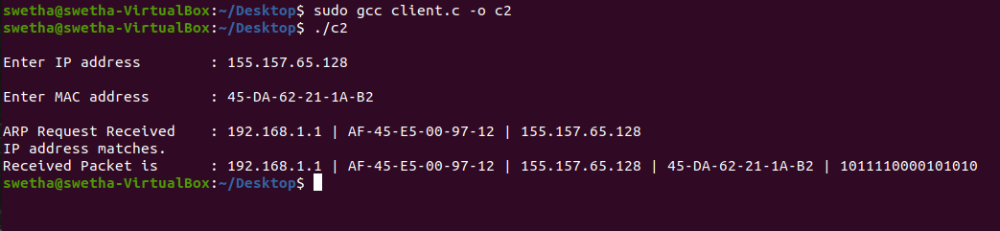 swetha@swetha-VirtualBox:~/Desktop$ sudo gcc client.c -o c2
swetha@swetha-VirtualBox:~/Desktop$ ./c2
Enter IP address : 155.157.65.128
Enter MAC address : 45-DA-62-21-1A-B2
ARP Request Received : 192.168.1.1 | AF-45-E5-00-97-12 | 155.157.65.128
IP address matches.
Received Packet is : 192.168.1.1 | AF-45-E5-00-97-12 | 155.157.65.128 | 45-DA-62-21-1A-B2 | 1011110000101010
swetha@swetha-VirtualBox:~/Desktop$